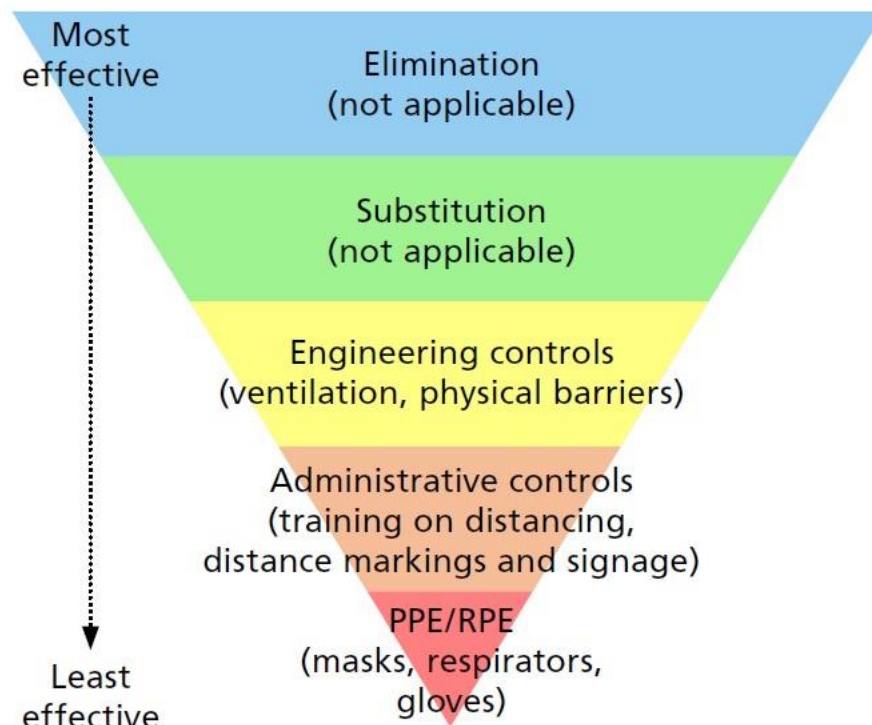 Most
effective
Elimination
(not applicable)
Substitution
(not applicable)
Engineering controls
(ventilation, physical barriers)
Administrative controls
(training on distancing,
distance markings and signage)
PPE/RPE
(masks, respirators,
gloves)
Least
effective